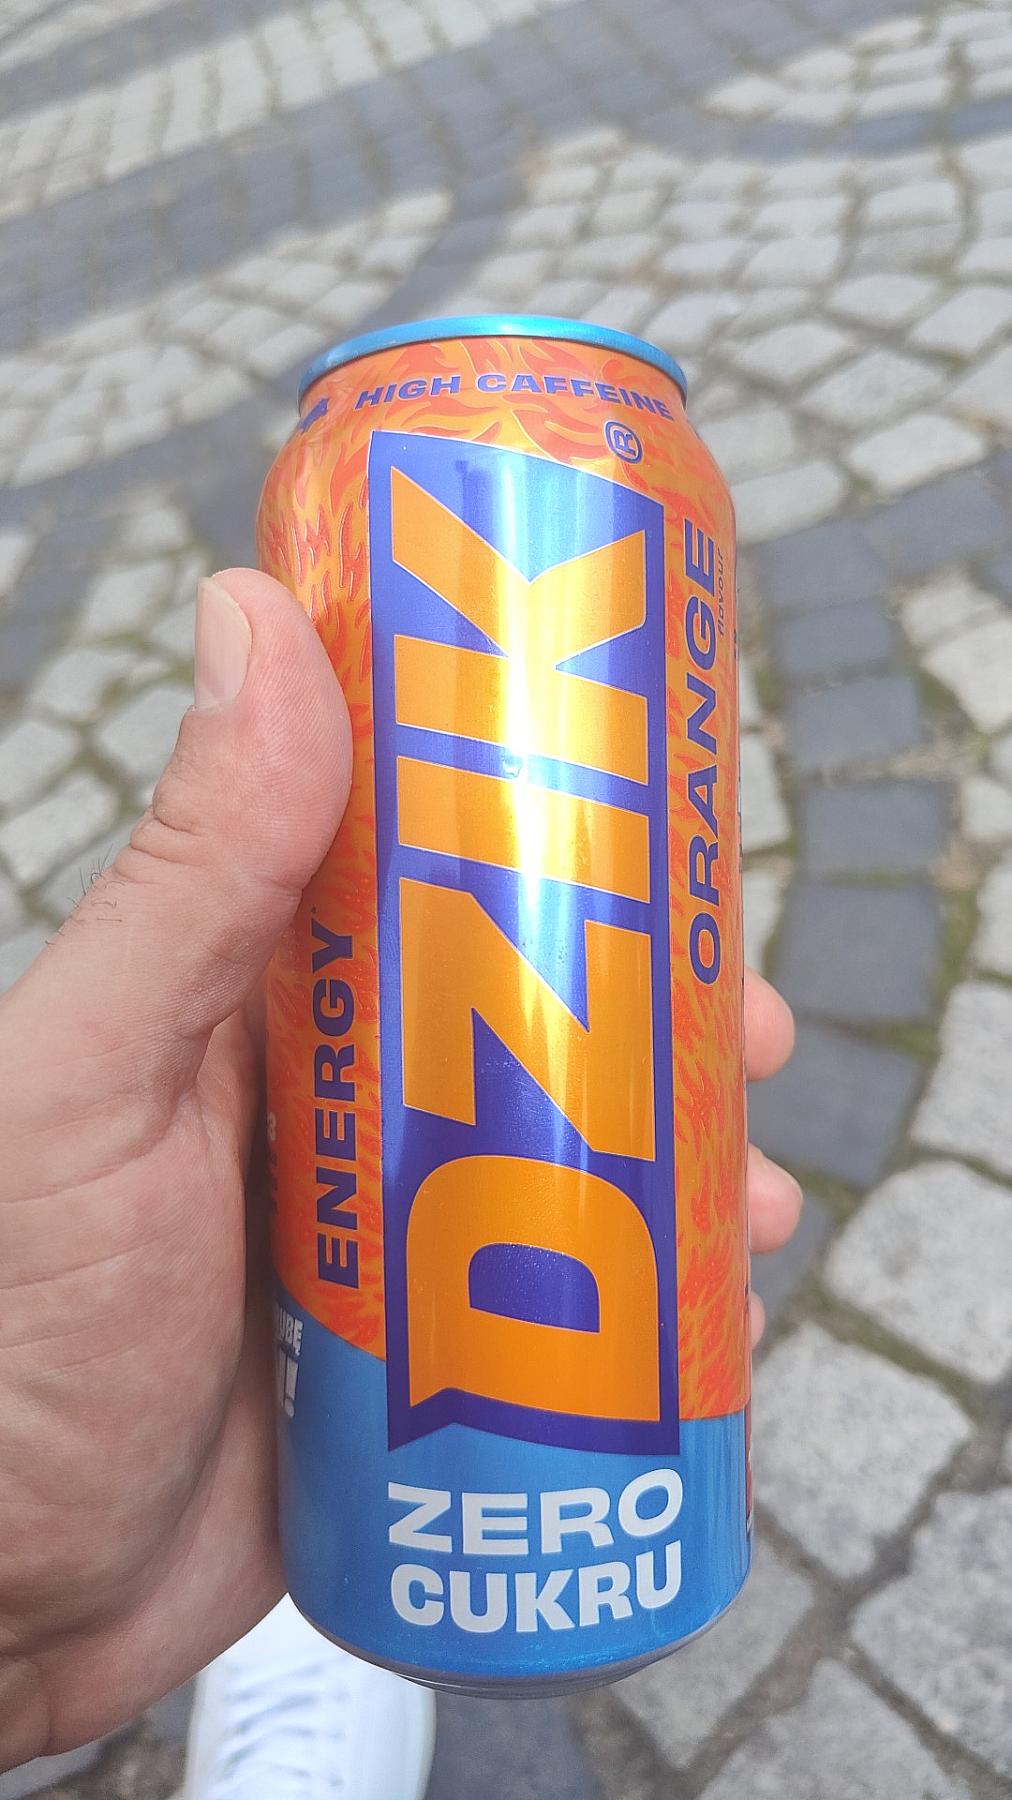 HIGH CAFFEINE
DZIK®
ENERGY
ORANGE
flavour
ZERO
CUKRU